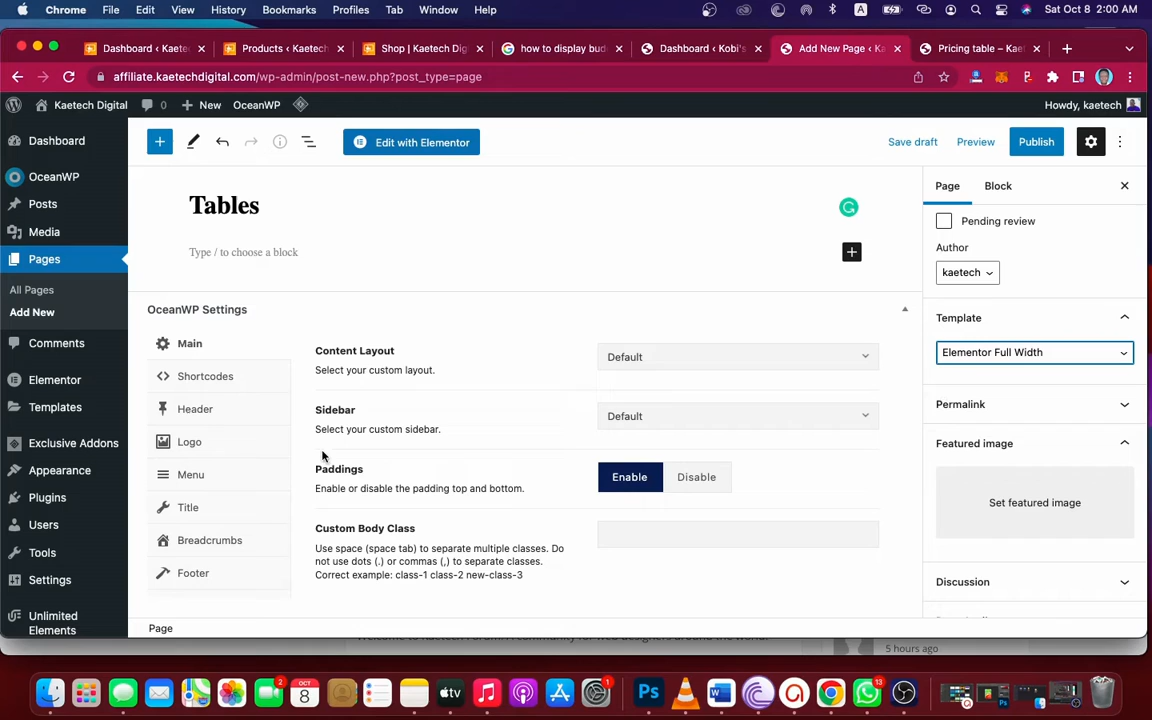 Chrome File Edit View History Bookmarks Profiles Tab Window Help
A
Sat Oct 8 2:00 AM
Dashboard ‹ Kaete
Products ‹ Kaetech
Shop | Kaetech Dig
how to display bud
Dashboard ‹ Kobi's
Add New Page ‹ Ka
Pricing table – Kae
affiliate.kaetechdigital.com/wp-admin/post-new.php?post_type=page
Kaetech Digital
0
New
OceanWP
Howdy, kaetech
Dashboard
OceanWP
Posts
Media
Pages
All Pages
Add New
Comments
Elementor
Templates
Exclusive Addons
Appearance
Plugins
Users
Tools
Settings
Unlimited
Elements
Edit with Elementor
Save draft
Preview
Publish
Tables
Type / to choose a block
OceanWP Settings
Main
Shortcodes
Header
Logo
Menu
Title
Breadcrumbs
Footer
Content Layout
Select your custom layout.
Default
Sidebar
Select your custom sidebar.
Default
Paddings
Enable or disable the padding top and bottom.
Enable
Disable
Custom Body Class
Use space (space tab) to separate multiple classes. Do
not use dots (.) or commas (,) to separate classes.
Correct example: class-1 class-2 new-class-3
Page
Page
Block
Pending review
Author
kaetech
Template
Elementor Full Width
Permalink
Featured image
Set featured image
Discussion
5 hours ago
2
OCT
8
tv
1
Ps
W
13